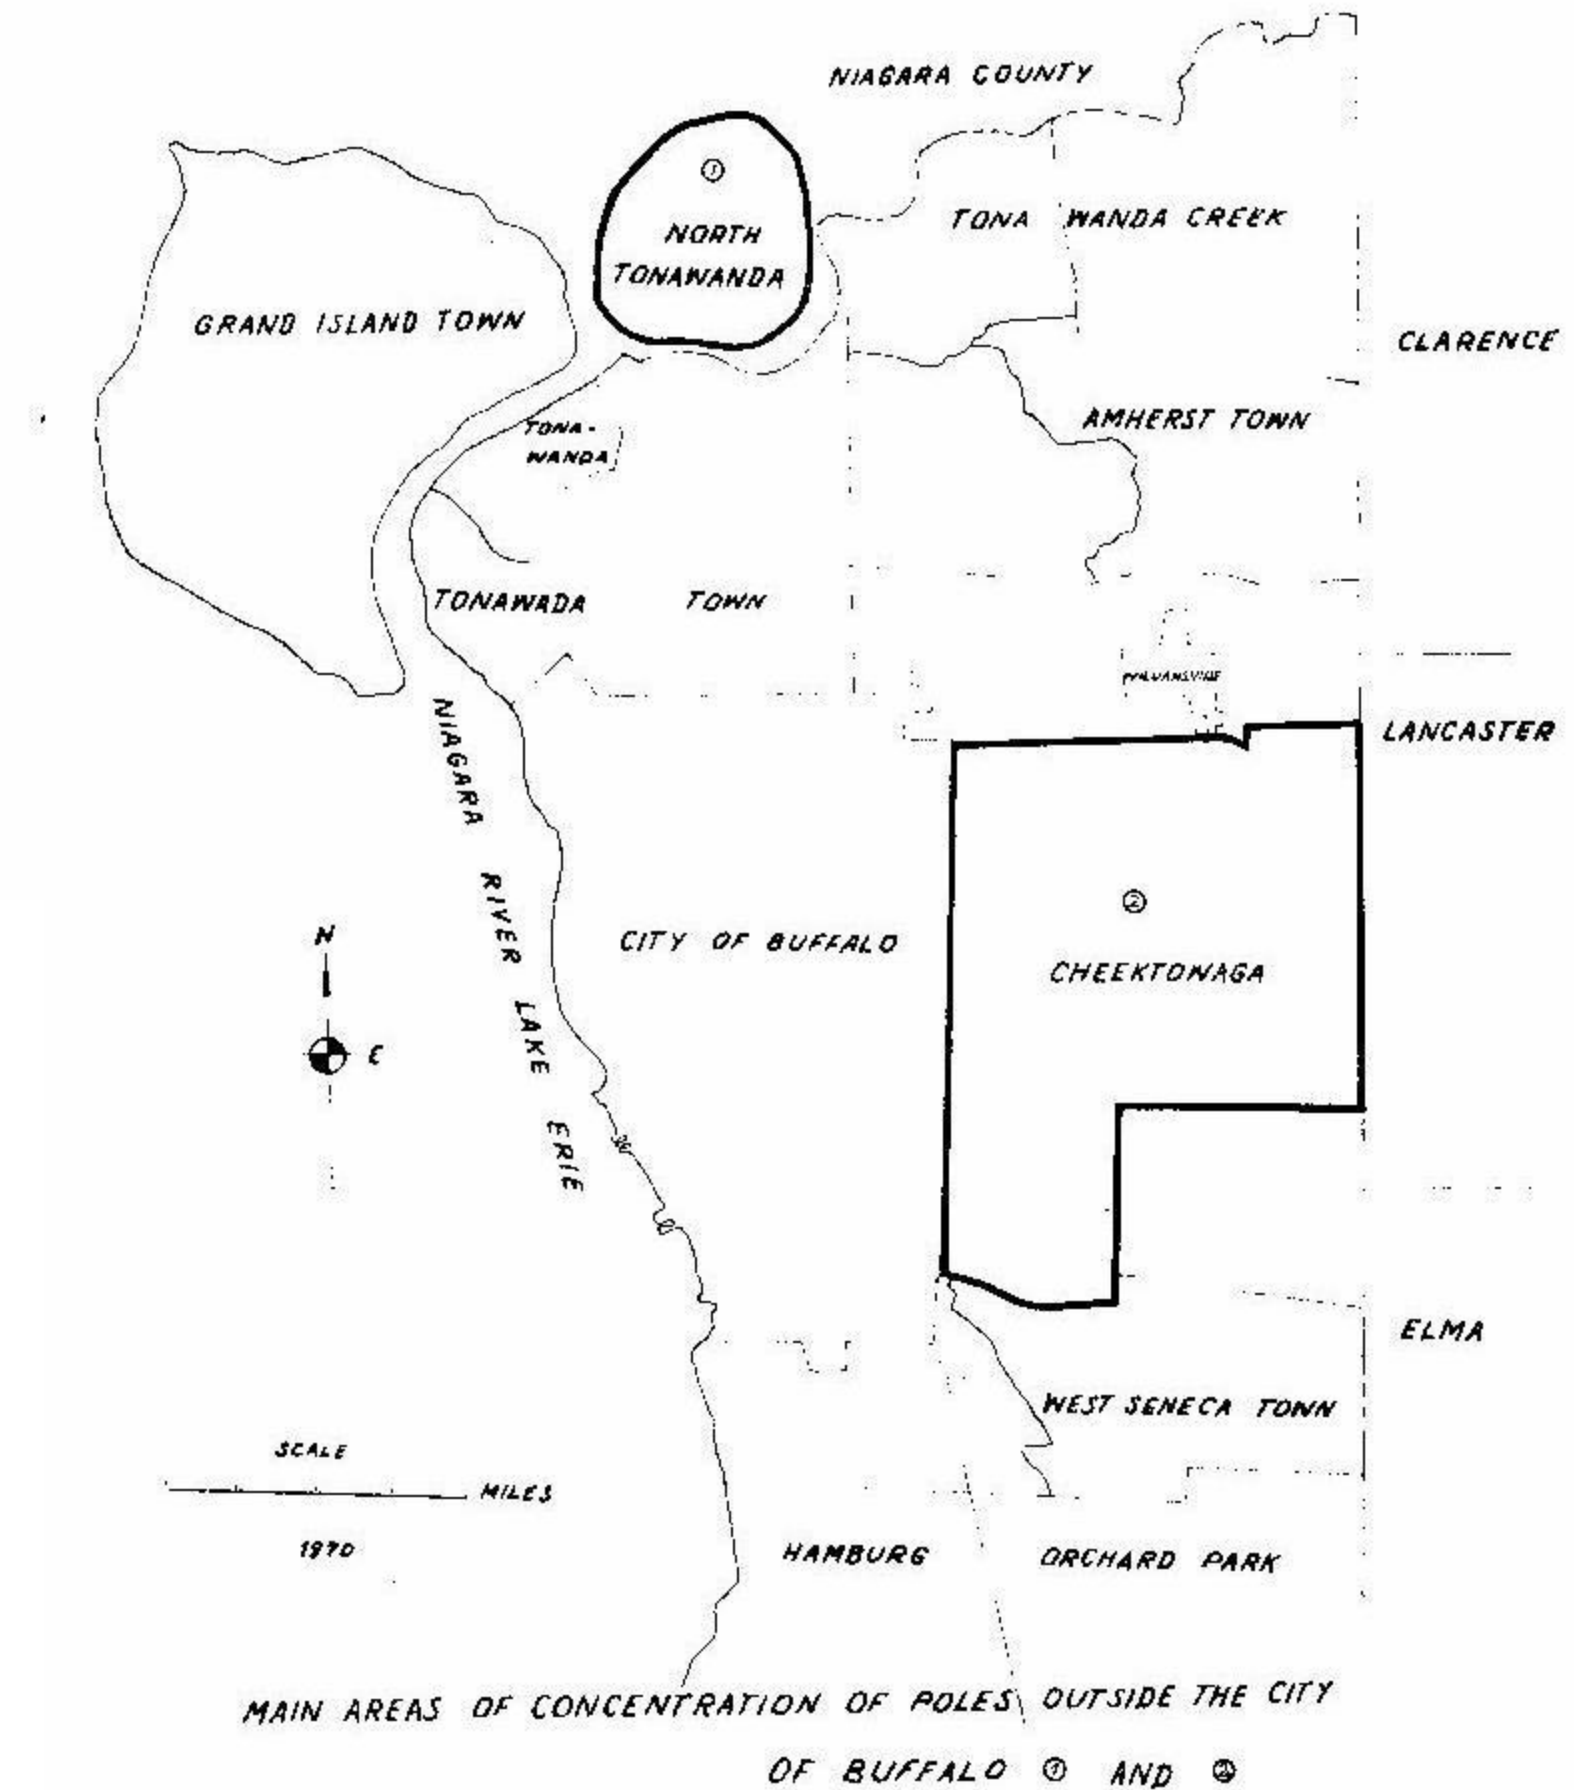 NIAGARA COUNTY
①
NORTH
TONAWANDA
TONA WANDA CREEK
GRAND ISLAND TOWN
CLARENCE
AMHERST TOWN
TONA-
WANDA
TONAWADA TOWN
LANCASTER
NIAGARA RIVER LAKE ERIE
②
CITY OF BUFFALO
CHEEKTOWAGA
N
E
ELMA
WEST SENECA TOWN
SCALE
MILES
1970
HAMBURG
ORCHARD PARK
MAIN AREAS OF CONCENTRATION OF POLES OUTSIDE THE CITY
OF BUFFALO ① AND ②